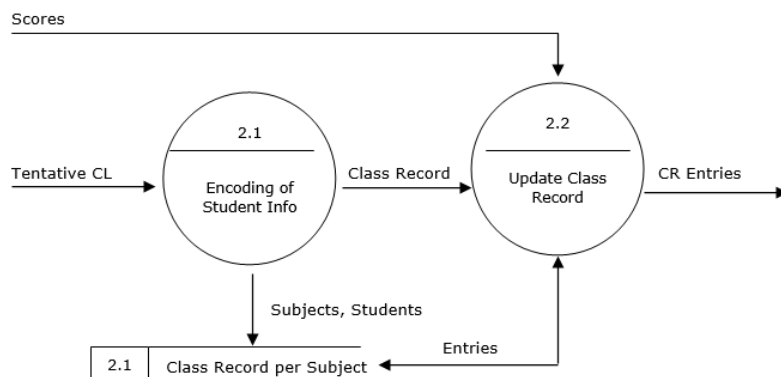 Scores
2.1
2.2
Tentative CL
Encoding of
Student Info
Class Record
Update Class
Record
CR Entries
Subjects, Students
Entries
2.1
Class Record per Subject